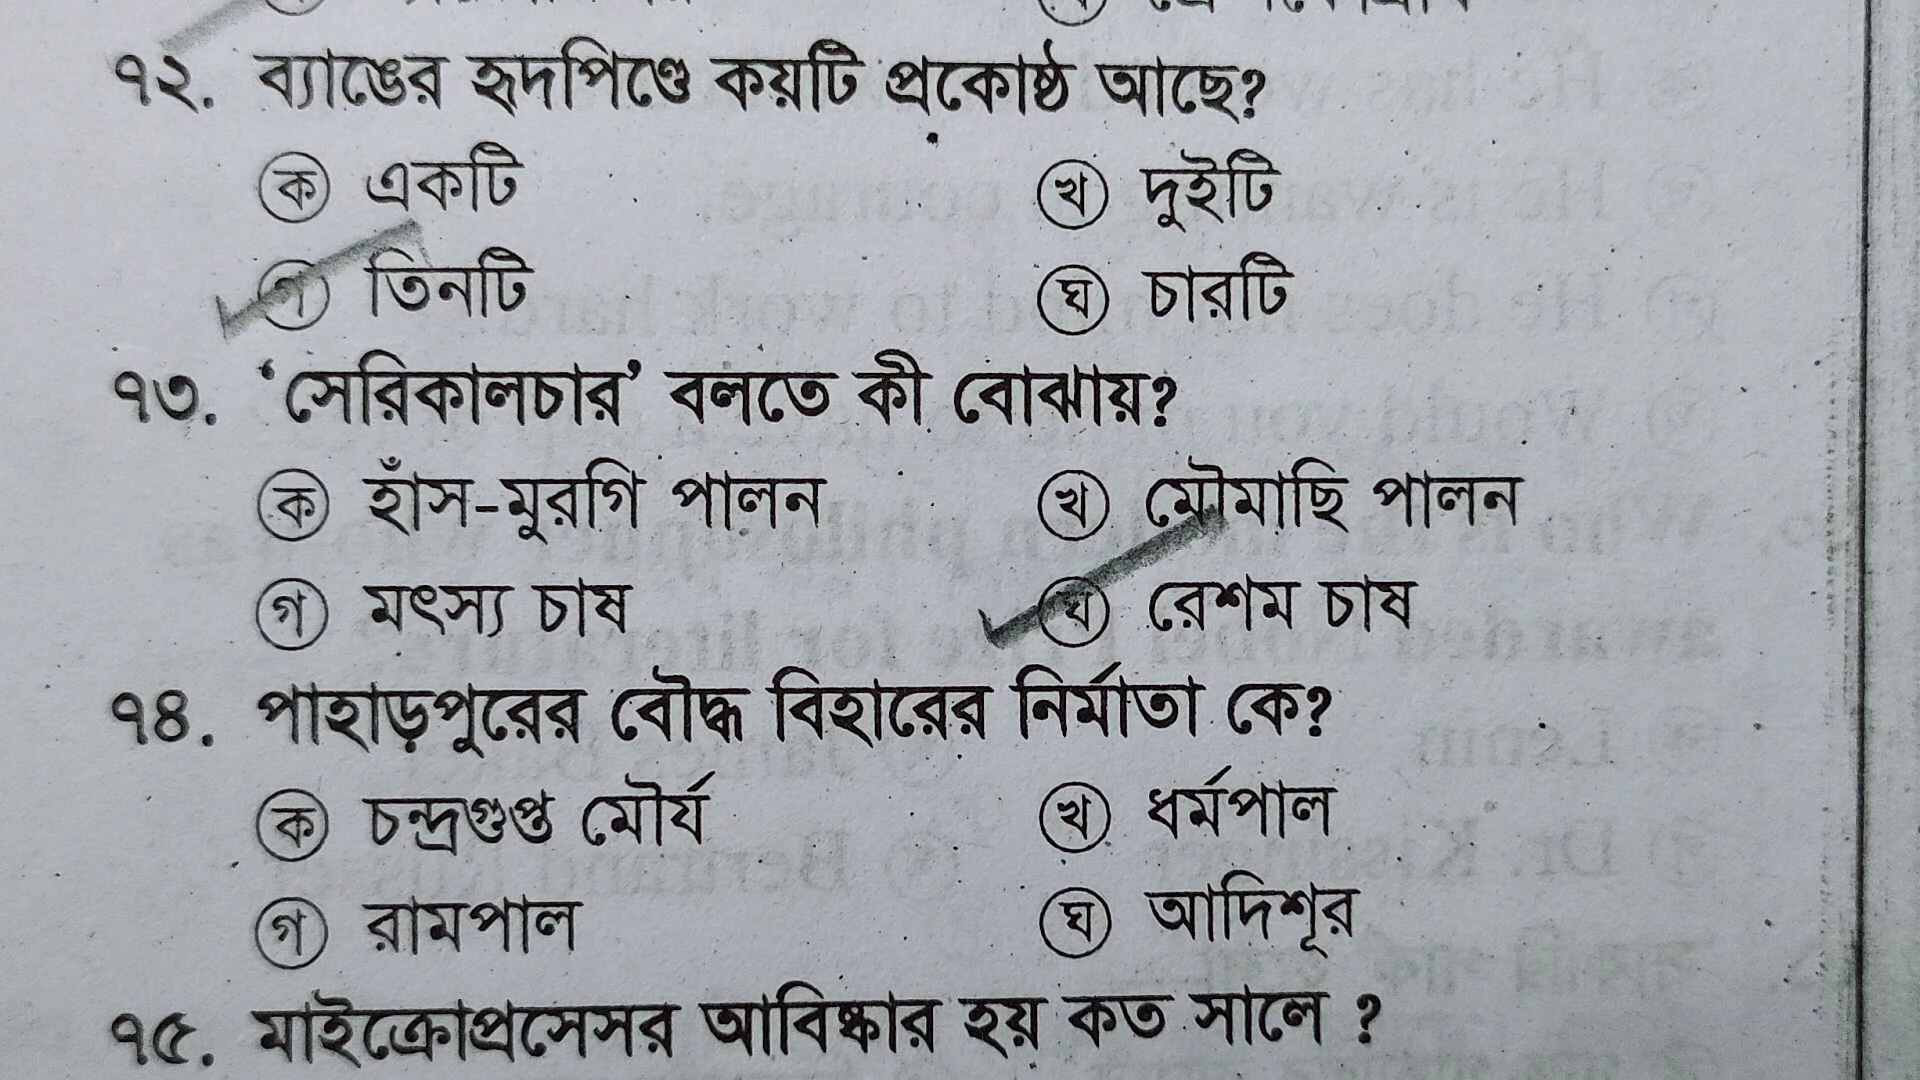 ৭২. ব্যাঙের হৃদপিণ্ডে কয়টি প্রকোষ্ঠ আছে?
ক একটি খ দুইটি
গ তিনটি ঘ চারটি
৭৩. ‘সেরিকালচার’ বলতে কী বোঝায়?
ক হাঁস-মুরগি পালন খ মৌমাছি পালন
গ মৎস্য চাষ ঘ রেশম চাষ
৭৪. পাহাড়পুরের বৌদ্ধ বিহারের নির্মাতা কে?
ক চন্দ্রগুপ্ত মৌর্য খ ধর্মপাল
গ রামপাল ঘ আদিশূর
৭৫. মাইক্রোপ্রসেসর আবিষ্কার হয় কত সালে ?